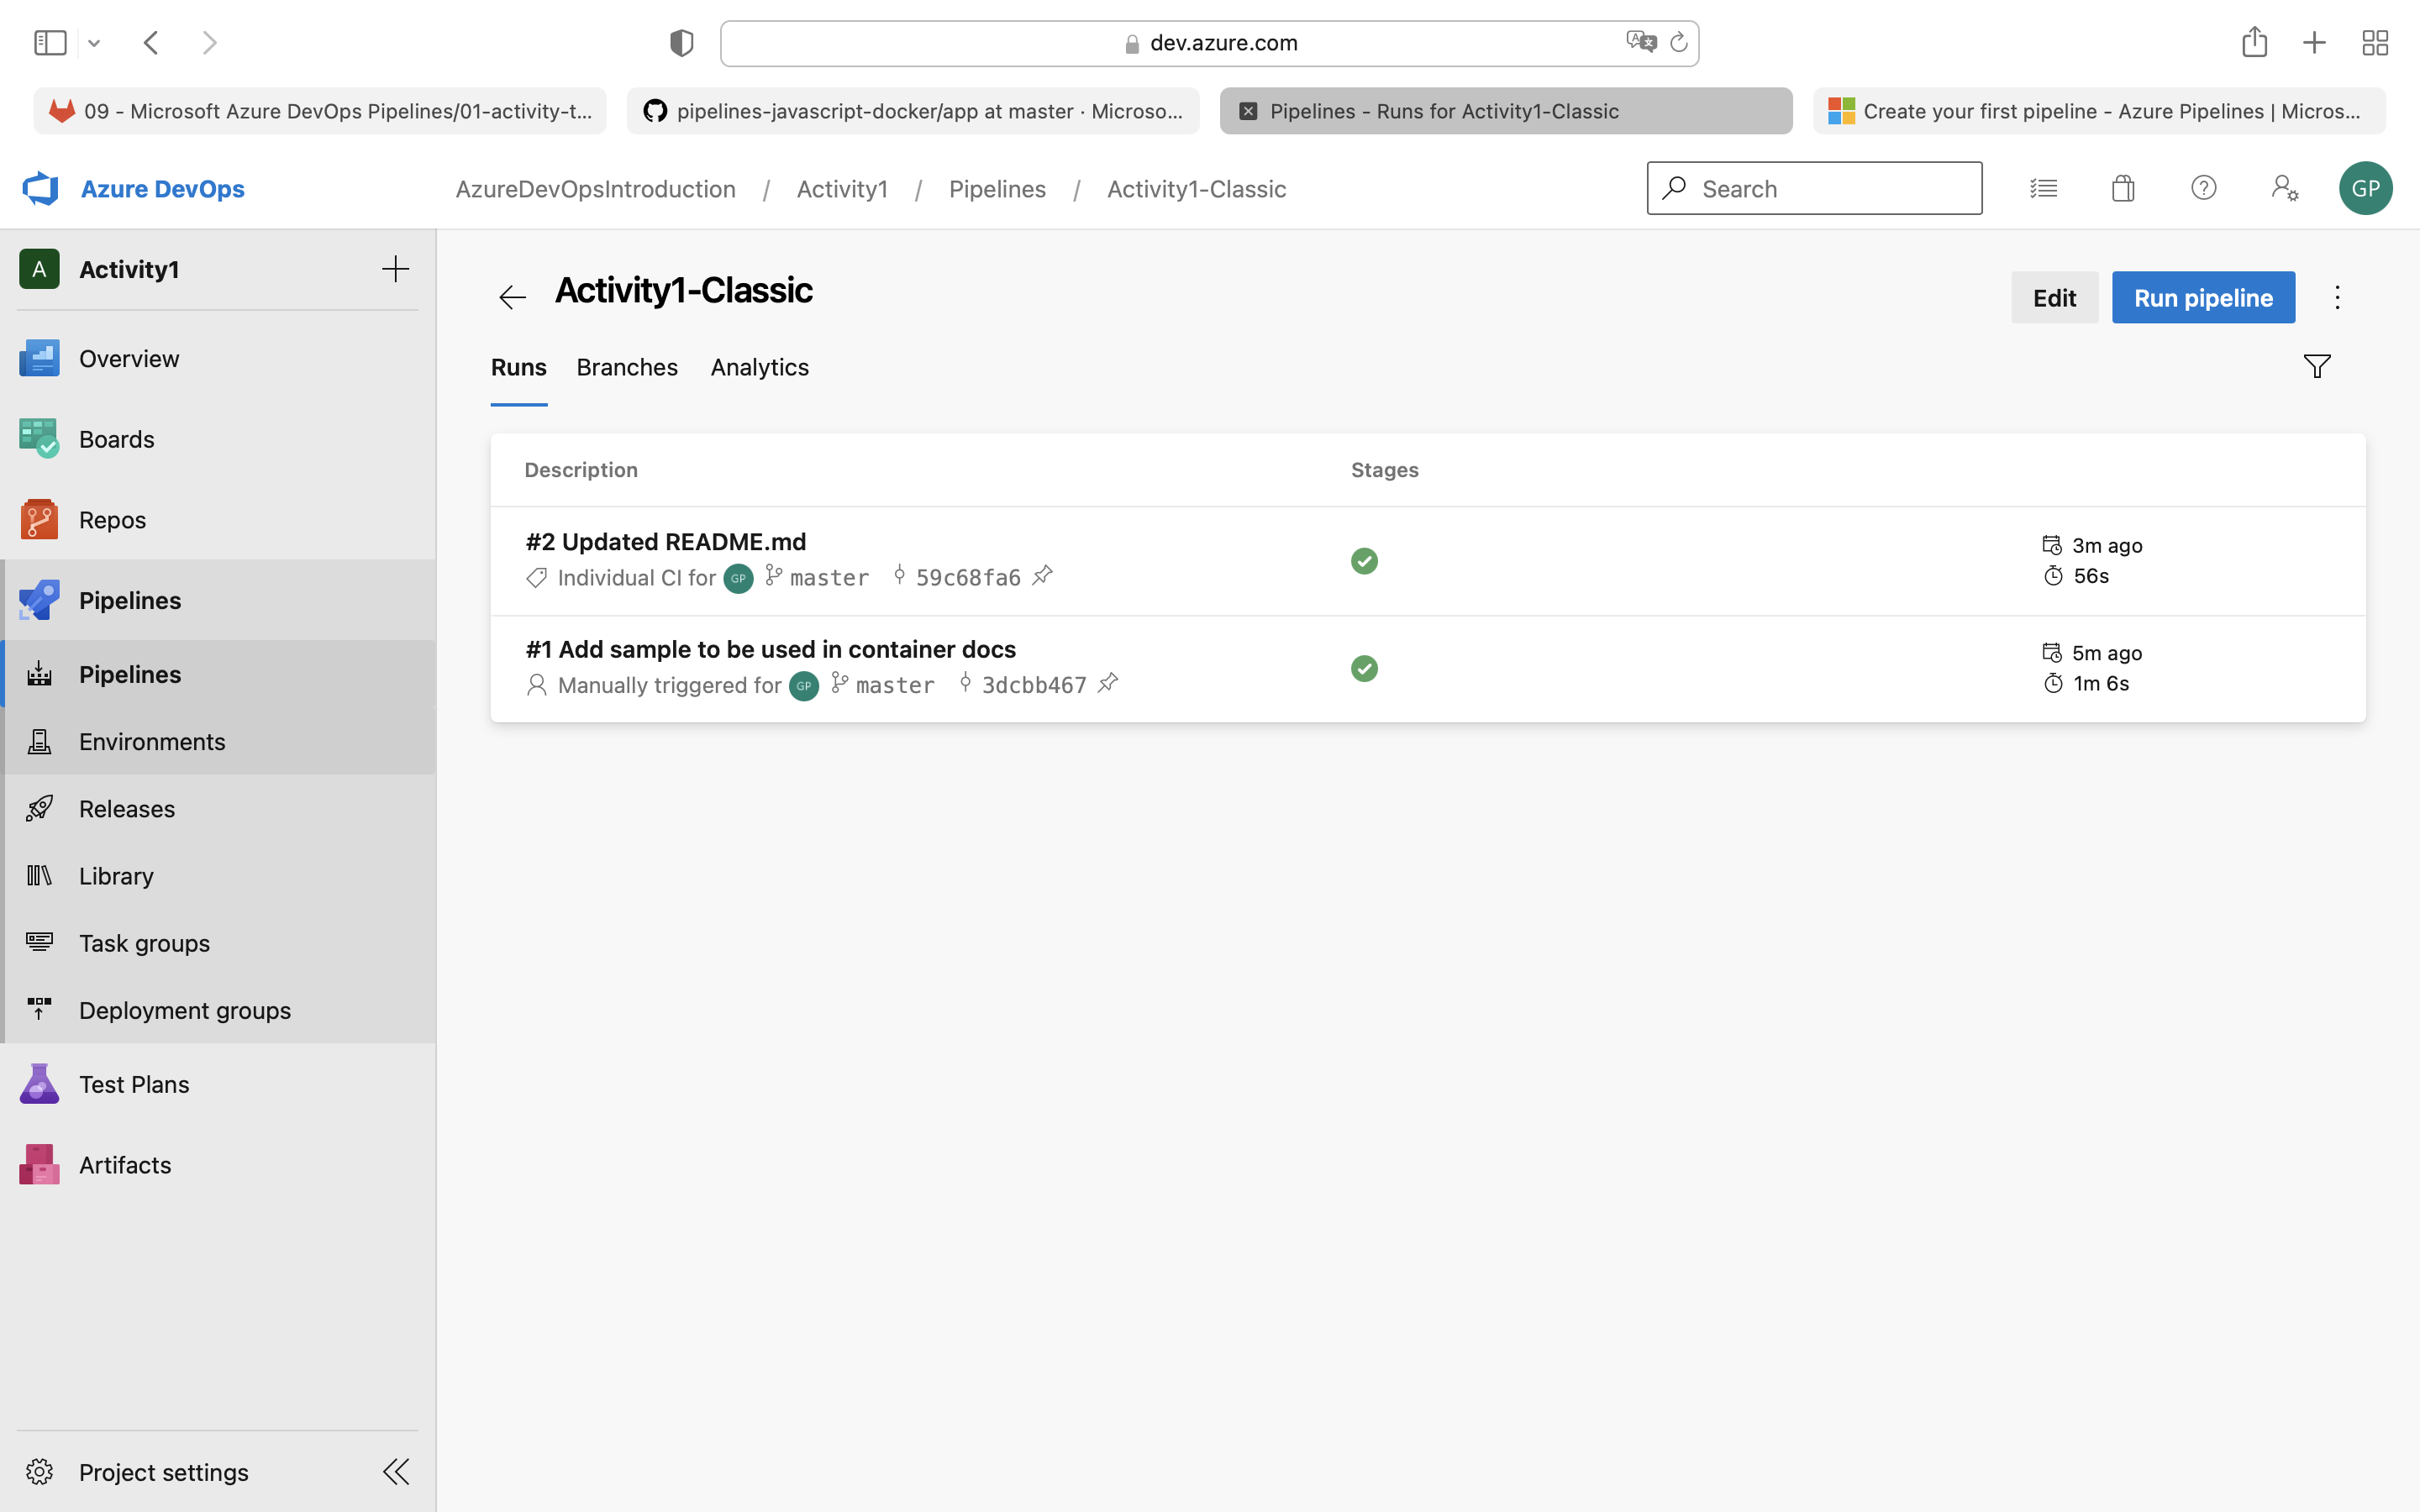 dev.azure.com
09 - Microsoft Azure DevOps Pipelines/01-activity-t...
pipelines-javascript-docker/app at master · Microso...
Pipelines - Runs for Activity1-Classic
Create your first pipeline - Azure Pipelines | Micros...
Azure DevOps
AzureDevOpsIntroduction / Activity1 / Pipelines / Activity1-Classic
Search
GP
A Activity1
Overview
Boards
Repos
Pipelines
Pipelines
Environments
Releases
Library
Task groups
Deployment groups
Test Plans
Artifacts
Project settings
Activity1-Classic
Edit
Run pipeline
Runs Branches Analytics
Description Stages
#2 Updated README.md
Individual CI for GP master 59c68fa6
3m ago
56s
#1 Add sample to be used in container docs
Manually triggered for GP master 3dcbb467
5m ago
1m 6s